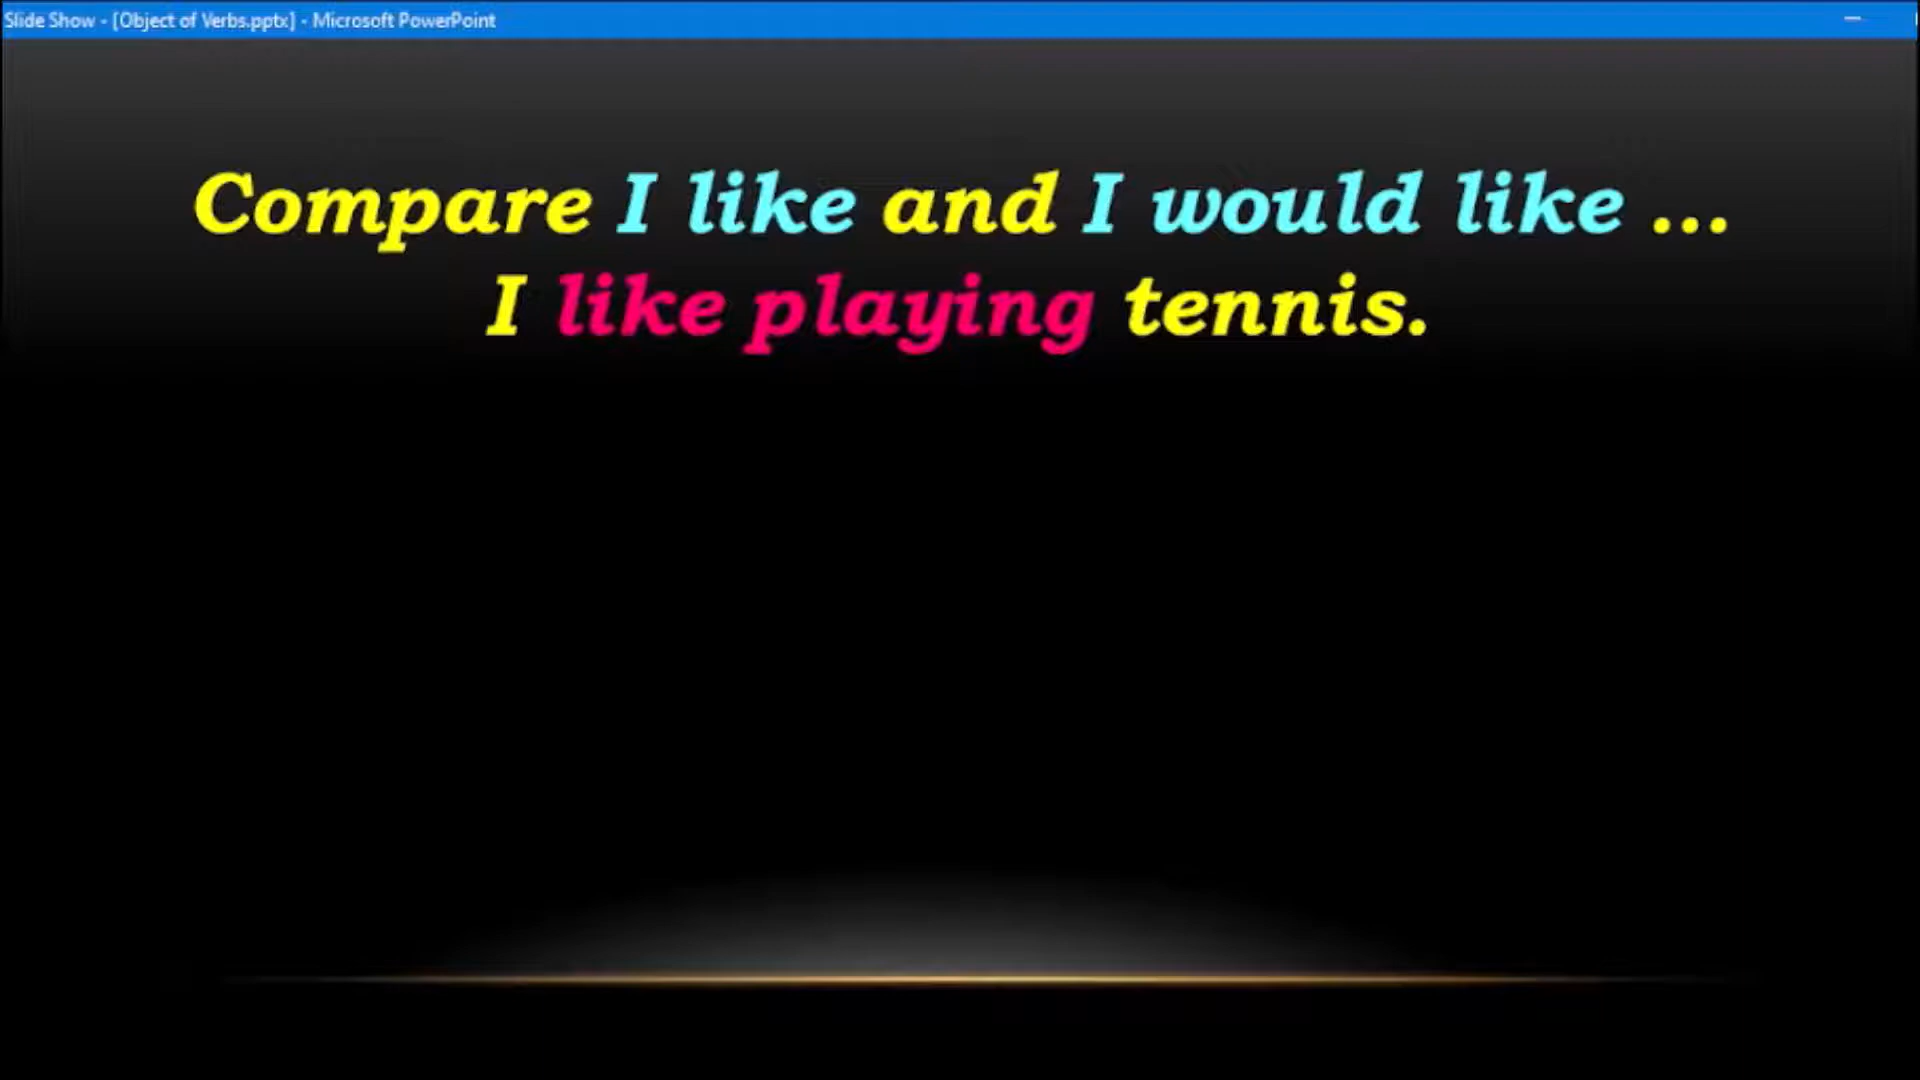 Slide Show - [Object of Verbs.pptx] - Microsoft PowerPoint
Compare I like and I would like ...
I like playing tennis.